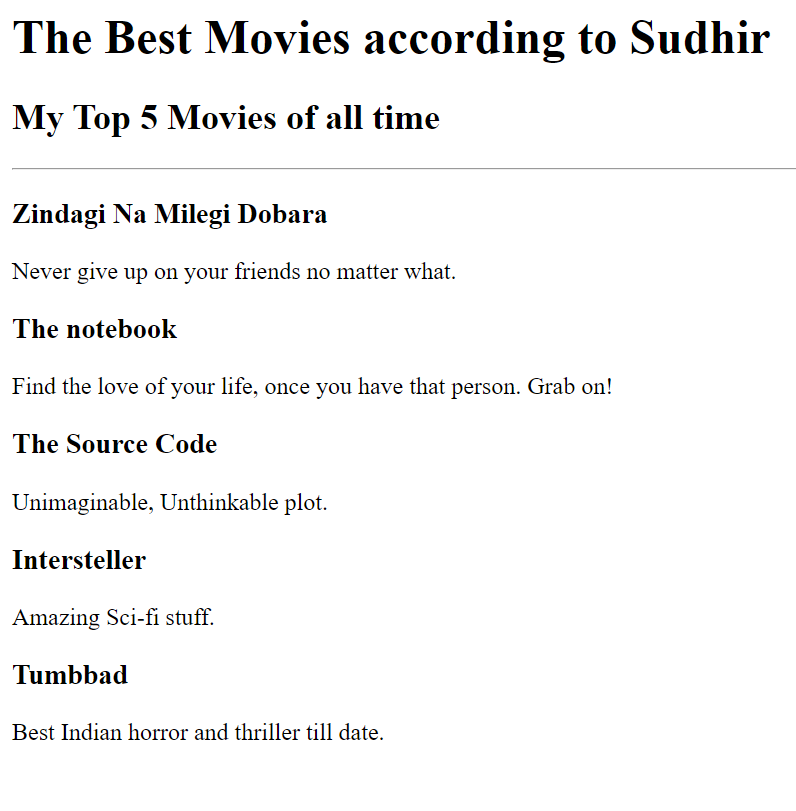 The Best Movies according to Sudhir
My Top 5 Movies of all time
Zindagi Na Milegi Dobara
Never give up on your friends no matter what.
The notebook
Find the love of your life, once you have that person. Grab on!
The Source Code
Unimaginable, Unthinkable plot.
Intersteller
Amazing Sci-fi stuff.
Tumbbad
Best Indian horror and thriller till date.